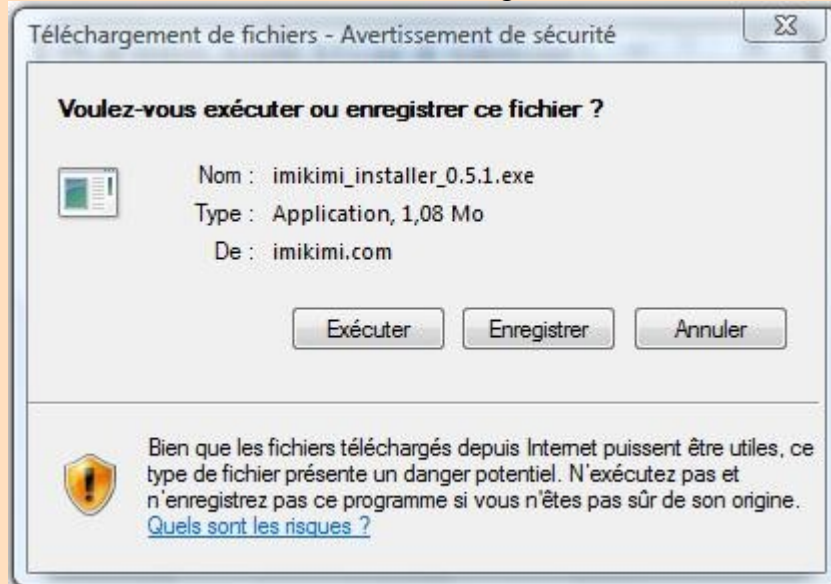 Téléchargement de fichiers - Avertissement de sécurité
Voulez-vous exécuter ou enregistrer ce fichier ?
Nom : imikimi_installer_0.5.1.exe
Type : Application, 1,08 Mo
De : imikimi.com
Exécuter Enregistrer Annuler
Bien que les fichiers téléchargés depuis Internet puissent être utiles, ce
type de fichier présente un danger potentiel. N'exécutez pas et
n'enregistrez pas ce programme si vous n'êtes pas sûr de son origine.
Quels sont les risques ?